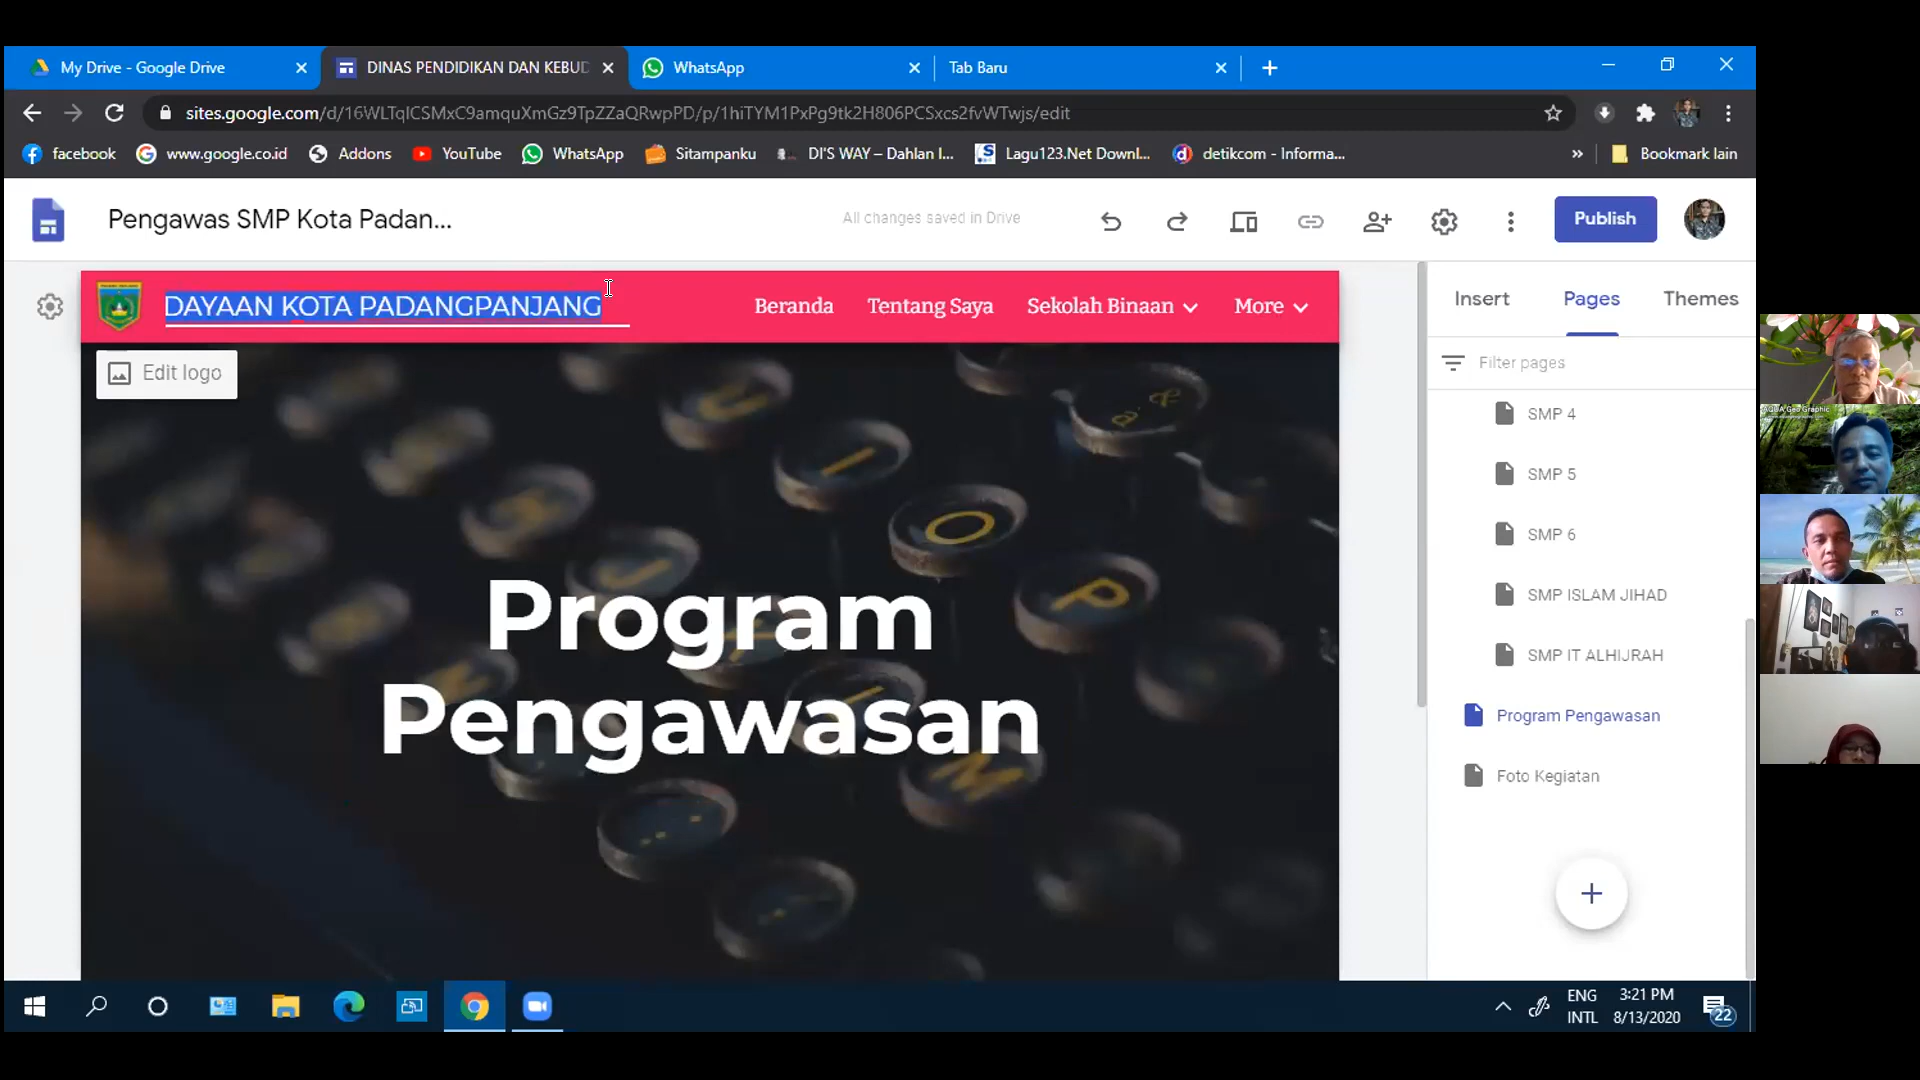 My Drive - Google Drive
DINAS PENDIDIKAN DAN KEBUD
WhatsApp
Tab Baru
sites.google.com/d/16WLTqlCSMxC9amquXmGz9TpZZaQRwpPD/p/1hiTYM1PxPg9tk2H806PCSxcs2fvWTwjs/edit
facebook
www.google.co.id
Addons
YouTube
WhatsApp
Sitampanku
DI'S WAY – Dahlan I...
Lagu123.Net Downl...
detikcom - Informa...
Bookmark lain
Pengawas SMP Kota Padan...
All changes saved in Drive
Publish
DAYAAN KOTA PADANGPANJANG
Beranda
Tentang Saya
Sekolah Binaan
More
Edit logo
Program
Pengawasan
Insert
Pages
Themes
Filter pages
SMP 4
SMP 5
SMP 6
SMP ISLAM JIHAD
SMP IT ALHIJRAH
Program Pengawasan
Foto Kegiatan
AQUA Geo Graphic
ENG
INTL
3:21 PM
8/13/2020
22